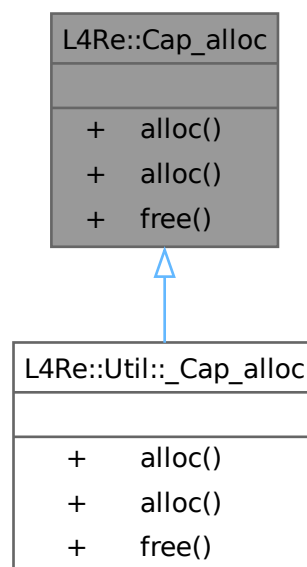 L4Re::Cap_alloc
+ alloc()
+ alloc()
+ free()
L4Re::Util::_Cap_alloc
+ alloc()
+ alloc()
+ free()